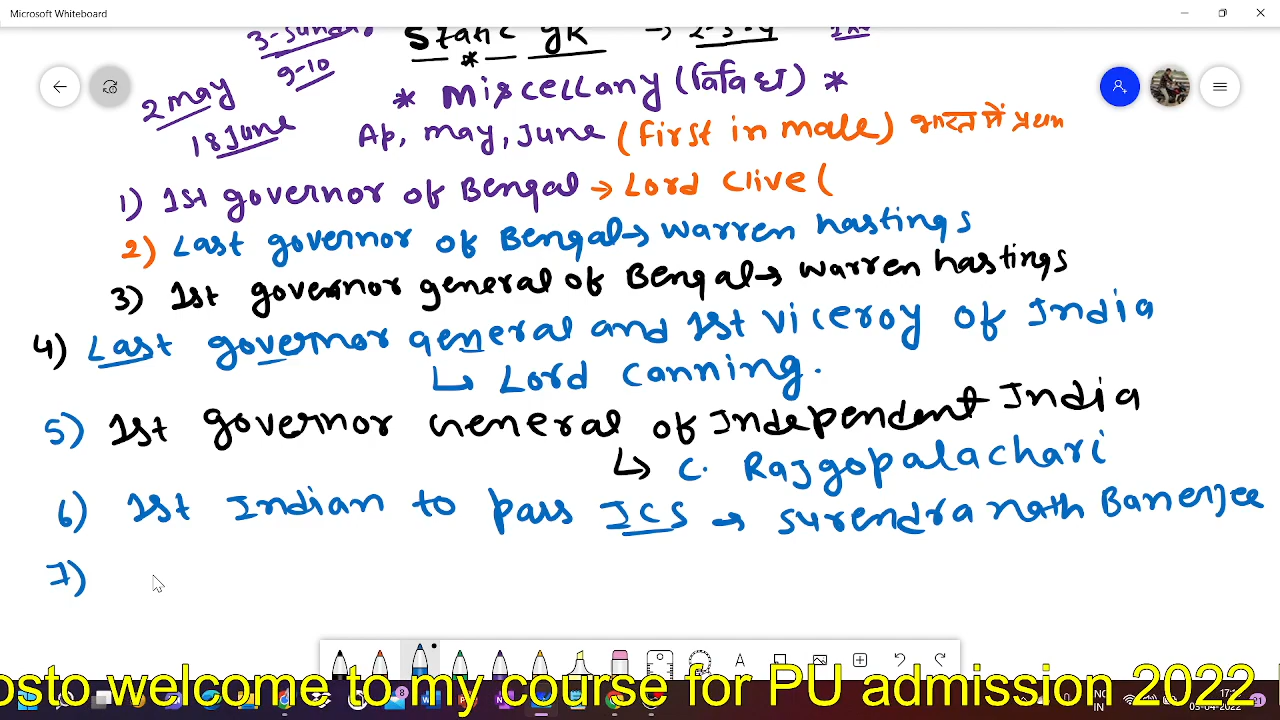 Microsoft Whiteboard
Static GK → 2-3-4
9-10
2 may
18 June
* Miscellany (विविधा) *
Ap, may, June (First in male) भारत में प्रथम
1) 1st governor of Bengal → Lord Clive (
2) Last governor of Bengal → Warren hastings
3) 1st governor general of Bengal → Warren hastings
4) Last governor general and 1st viceroy of India
↳ Lord Canning.
5) 1st governor General of Independent India
↳ C. Rajgopalachari
6) 1st Indian to pass ICS → Surendra nath Banerjee
7)
osto welcome to my course for PU admission 2022